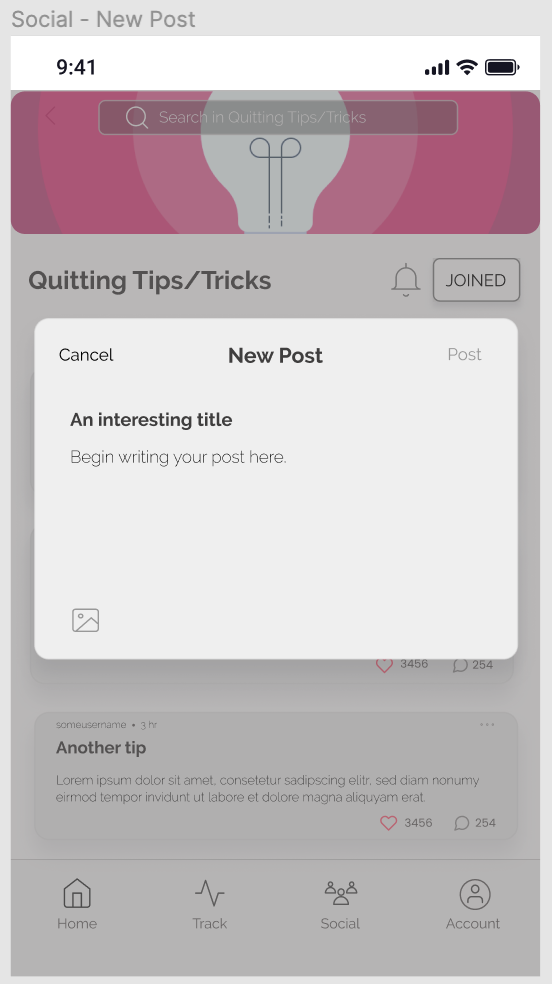 Social - New Post
9:41
Search in Quitting Tips/Tricks
Quitting Tips/Tricks
JOINED
Cancel
New Post
Post
An interesting title
Begin writing your post here.
3456
254
someusername • 3 hr
Another tip
Lorem ipsum dolor sit amet, consetetur sadipscing elitr, sed diam nonumy
eirmod tempor invidunt ut labore et dolore magna aliquyam erat.
3456
254
Home
Track
Social
Account